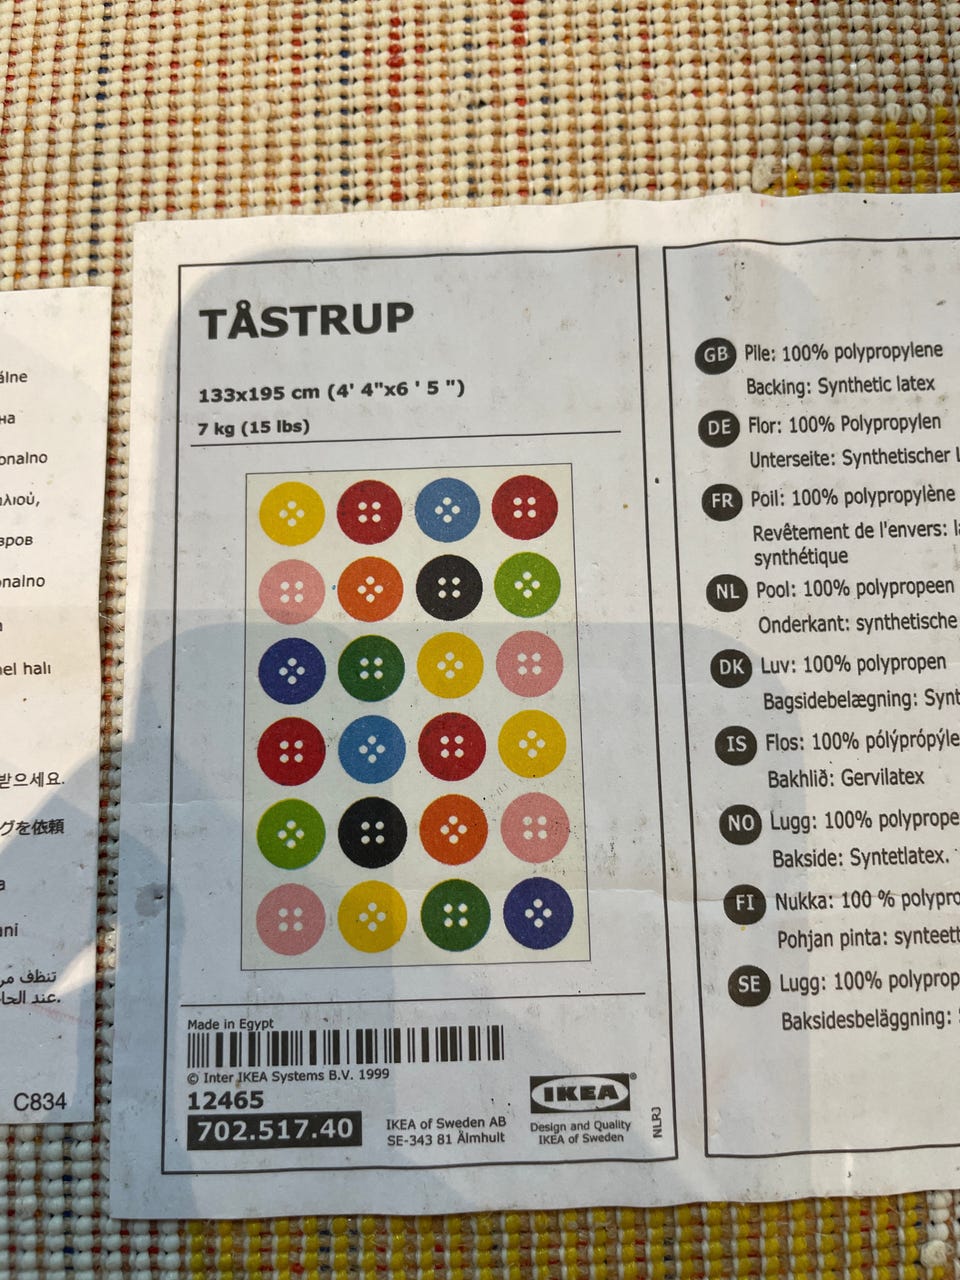 álne
на
onalno
ιλιού,
зров
onalno
nel halı
받으세요.
グを依頼
a
ani
تنظف مر
عند الحا.
C834
TÅSTRUP
133x195 cm (4' 4"x6 ' 5 ")
7 kg (15 lbs)
Made in Egypt
© Inter IKEA Systems B.V. 1999
12465
702.517.40
IKEA of Sweden AB
SE-343 81 Älmhult
IKEA®
Design and Quality
IKEA of Sweden
NLRJ
GB Pile: 100% polypropylene
Backing: Synthetic latex
DE Flor: 100% Polypropylen
Unterseite: Synthetischer L
FR Poil: 100% polypropylène
Revêtement de l'envers: la
synthétique
NL Pool: 100% polypropeen
Onderkant: synthetische
DK Luv: 100% polypropen
Bagsidebelægning: Synt
IS Flos: 100% pólýprópýle
Bakhlið: Gervilatex
NO Lugg: 100% polyprope
Bakside: Syntetlatex.
FI Nukka: 100 % polypro
Pohjan pinta: synteett
SE Lugg: 100% polyprop
Baksidesbeläggning: